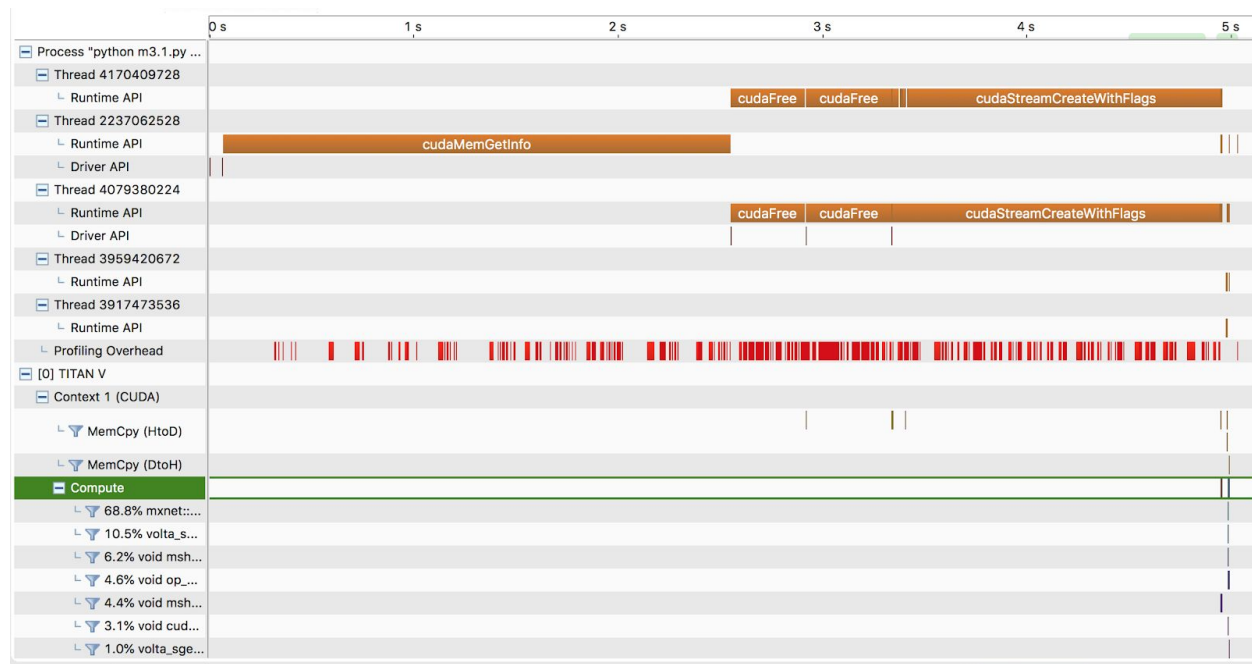 0 s 1 s 2 s 3 s 4 s 5 s
Process "python m3.1.py ...
Thread 4170409728
Runtime API cudaFree cudaFree cudaStreamCreateWithFlags
Thread 2237062528
Runtime API cudaMemGetInfo
Driver API
Thread 4079380224
Runtime API cudaFree cudaFree cudaStreamCreateWithFlags
Driver API
Thread 3959420672
Runtime API
Thread 3917473536
Runtime API
Profiling Overhead
[0] TITAN V
Context 1 (CUDA)
MemCpy (HtoD)
MemCpy (DtoH)
Compute
68.8% mxnet::...
10.5% volta_s...
6.2% void msh...
4.6% void op_...
4.4% void msh...
3.1% void cud...
1.0% volta_sge...